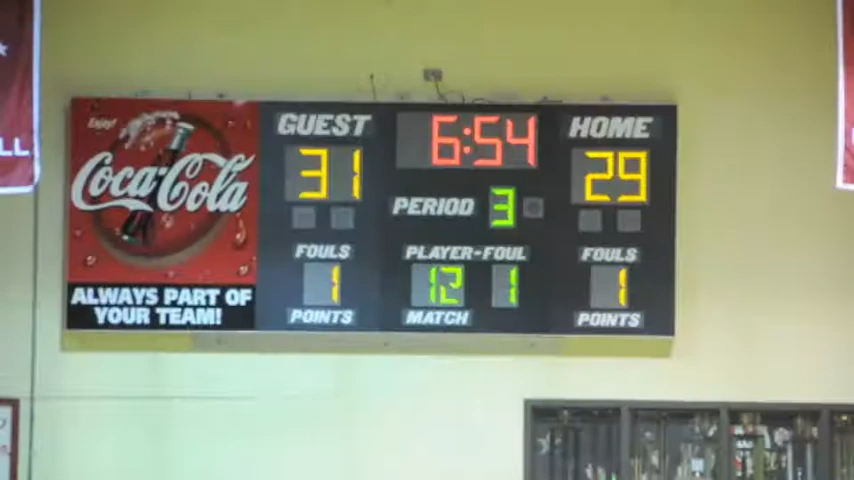 Enjoy!
Coca-Cola
ALWAYS PART OF
YOUR TEAM!
GUEST
6:54
HOME
31
29
PERIOD 3
FOULS
PLAYER-FOUL
FOULS
1
12 1
1
POINTS
MATCH
POINTS
LL